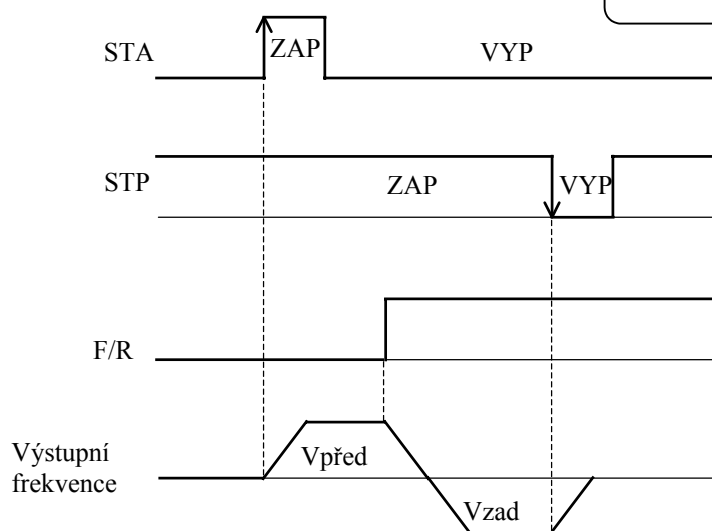 STA ZAP VYP
STP ZAP VYP
F/R
Výstupní
frekvence
Vpřed
Vzad